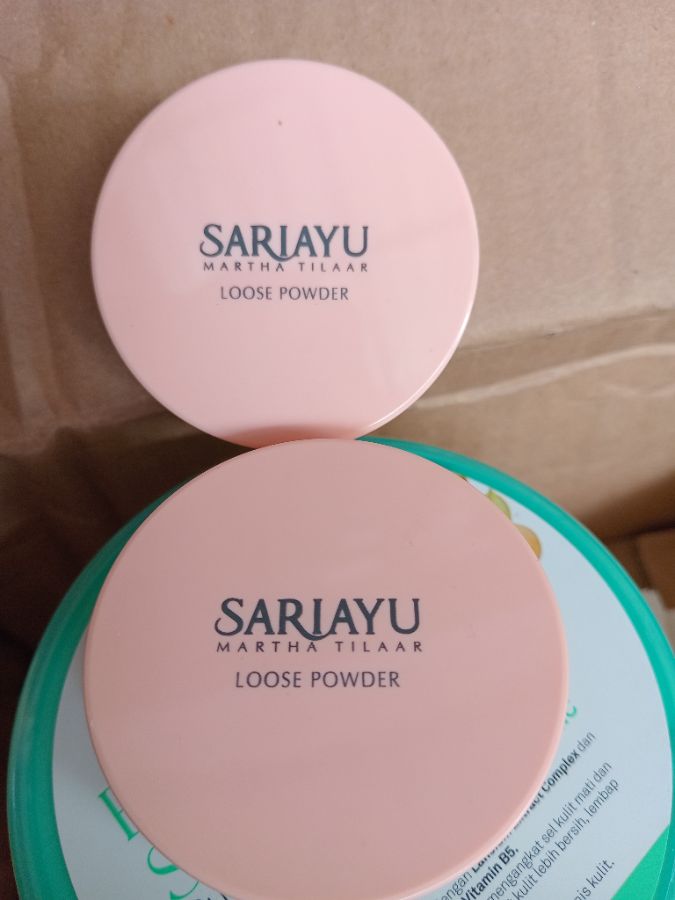 SARIAYU
MARTHA TILAAR
LOOSE POWDER
SARIAYU
MARTHA TILAAR
LOOSE POWDER
Complex dan
Vitamin B5.
mengangkat sel kulit mati dan
kulit lebih bersih, lembap
kulit.